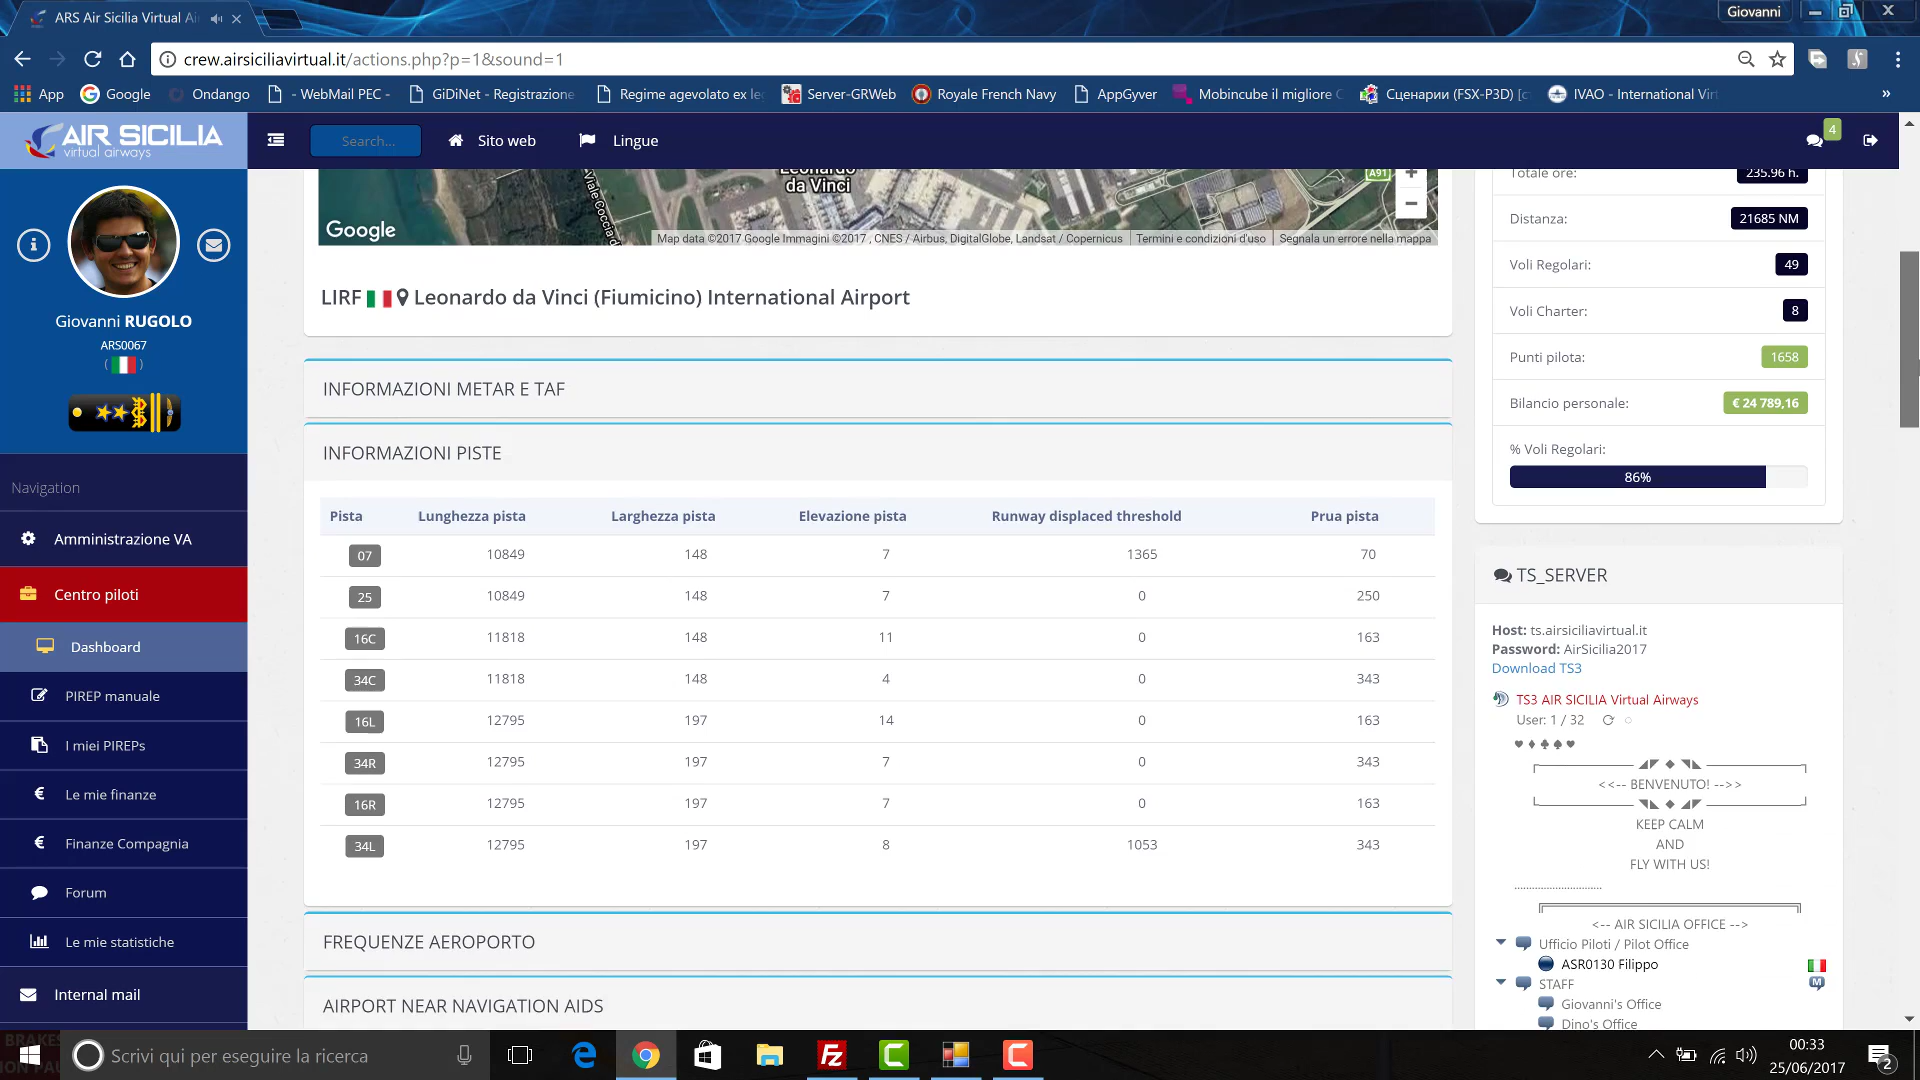 ARS Air Sicilia Virtual Ai
Giovanni
crew.airsiciliavirtual.it/actions.php?p=1&sound=1
App
Google
Ondango
- WebMail PEC -
GiDiNet - Registrazione
Regime agevolato ex le
Server-GRWeb
Royale French Navy
AppGyver
Mobincube il migliore
Сценарии (FSX-P3D) [
IVAO - International Vir
»
AIR SICILIA
virtual airways
Search...
Sito web
Lingue
4
Giovanni RUGOLO
ARS0067
Navigation
Amministrazione VA
Centro piloti
Dashboard
PIREP manuale
I miei PIREPs
Le mie finanze
Finanze Compagnia
Forum
Le mie statistiche
Internal mail
Leonardo
da Vinci
Viale Cocciard
A91
Google
Map data ©2017 Google Immagini ©2017 , CNES / Airbus, DigitalGlobe, Landsat / Copernicus
Termini e condizioni d'uso
Segnala un errore nella mappa
LIRF Leonardo da Vinci (Fiumicino) International Airport
INFORMAZIONI METAR E TAF
INFORMAZIONI PISTE
Pista Lunghezza pista Larghezza pista Elevazione pista Runway displaced threshold Prua pista
07 10849 148 7 1365 70
25 10849 148 7 0 250
16C 11818 148 11 0 163
34C 11818 148 4 0 343
16L 12795 197 14 0 163
34R 12795 197 7 0 343
16R 12795 197 7 0 163
34L 12795 197 8 1053 343
FREQUENZE AEROPORTO
AIRPORT NEAR NAVIGATION AIDS
Totale ore: 235.96 h.
Distanza: 21685 NM
Voli Regolari: 49
Voli Charter: 8
Punti pilota: 1658
Bilancio personale: € 24 789,16
% Voli Regolari:
86%
TS_SERVER
Host: ts.airsiciliavirtual.it
Password: AirSicilia2017
Download TS3
TS3 AIR SICILIA Virtual Airways
User: 1 / 32
♥ ♦ ♣ ♠ ♥
<<-- BENVENUTO! -->>
KEEP CALM
AND
FLY WITH US!
<-- AIR SICILIA OFFICE -->
Ufficio Piloti / Pilot Office
ASR0130 Filippo
STAFF
M
Giovanni's Office
Dino's Office
Scrivi qui per eseguire la ricerca
00:33
25/06/2017
2